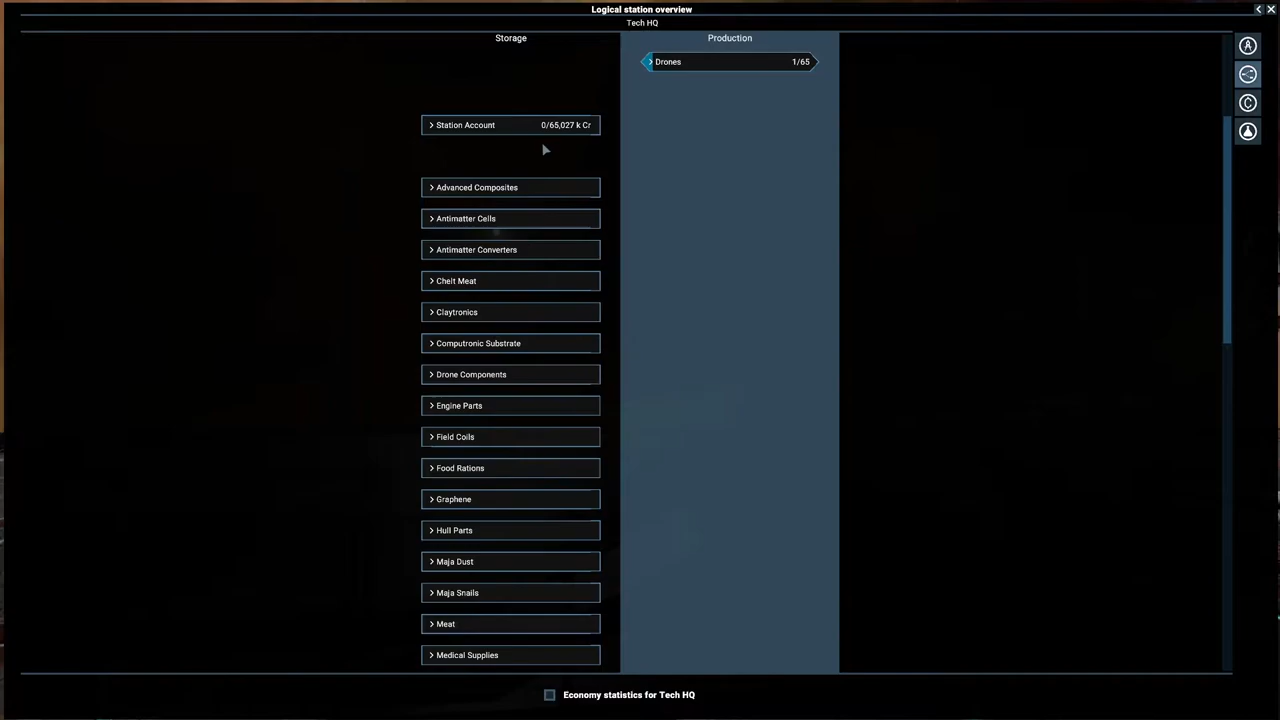 Logical station overview
Tech HQ
Storage
Production
Drones 1/65
Station Account 0/65,027 k Cr
Advanced Composites
Antimatter Cells
Antimatter Converters
Chelt Meat
Claytronics
Computronic Substrate
Drone Components
Engine Parts
Field Coils
Food Rations
Graphene
Hull Parts
Maja Dust
Maja Snails
Meat
Medical Supplies
Economy statistics for Tech HQ